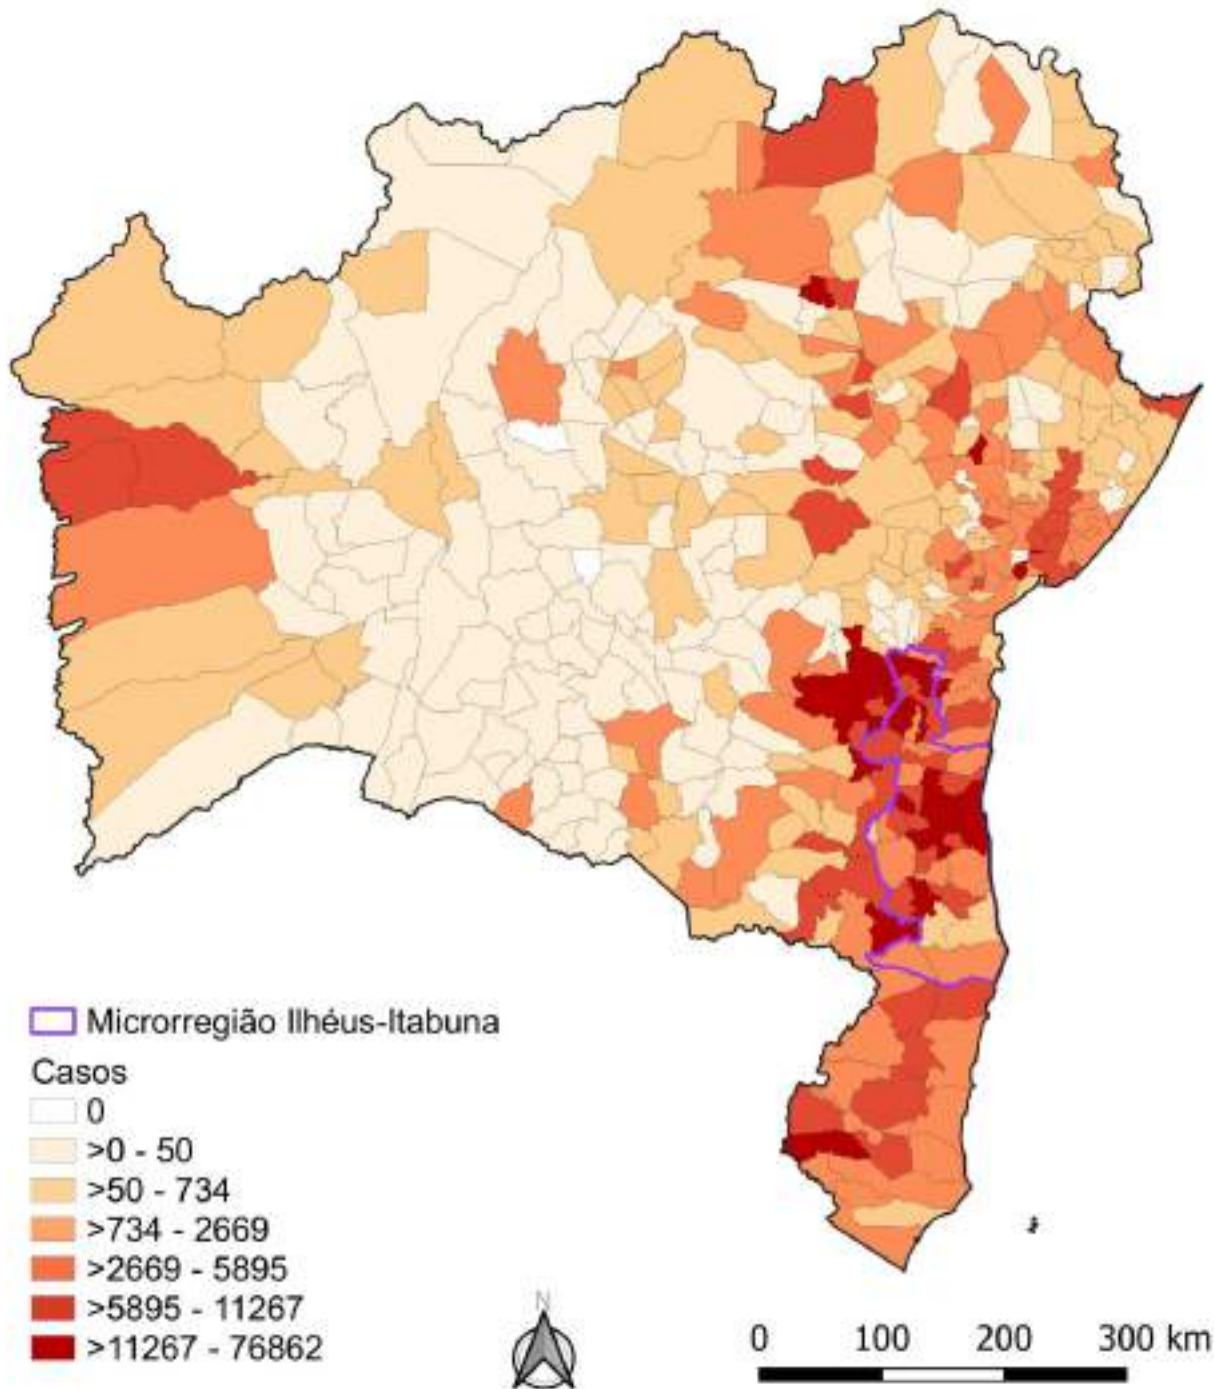 Microrregião Ilhéus-Itabuna
Casos
0
>0 - 50
>50 - 734
>734 - 2669
>2669 - 5895
>5895 - 11267
>11267 - 76862
N
0 100 200 300 km